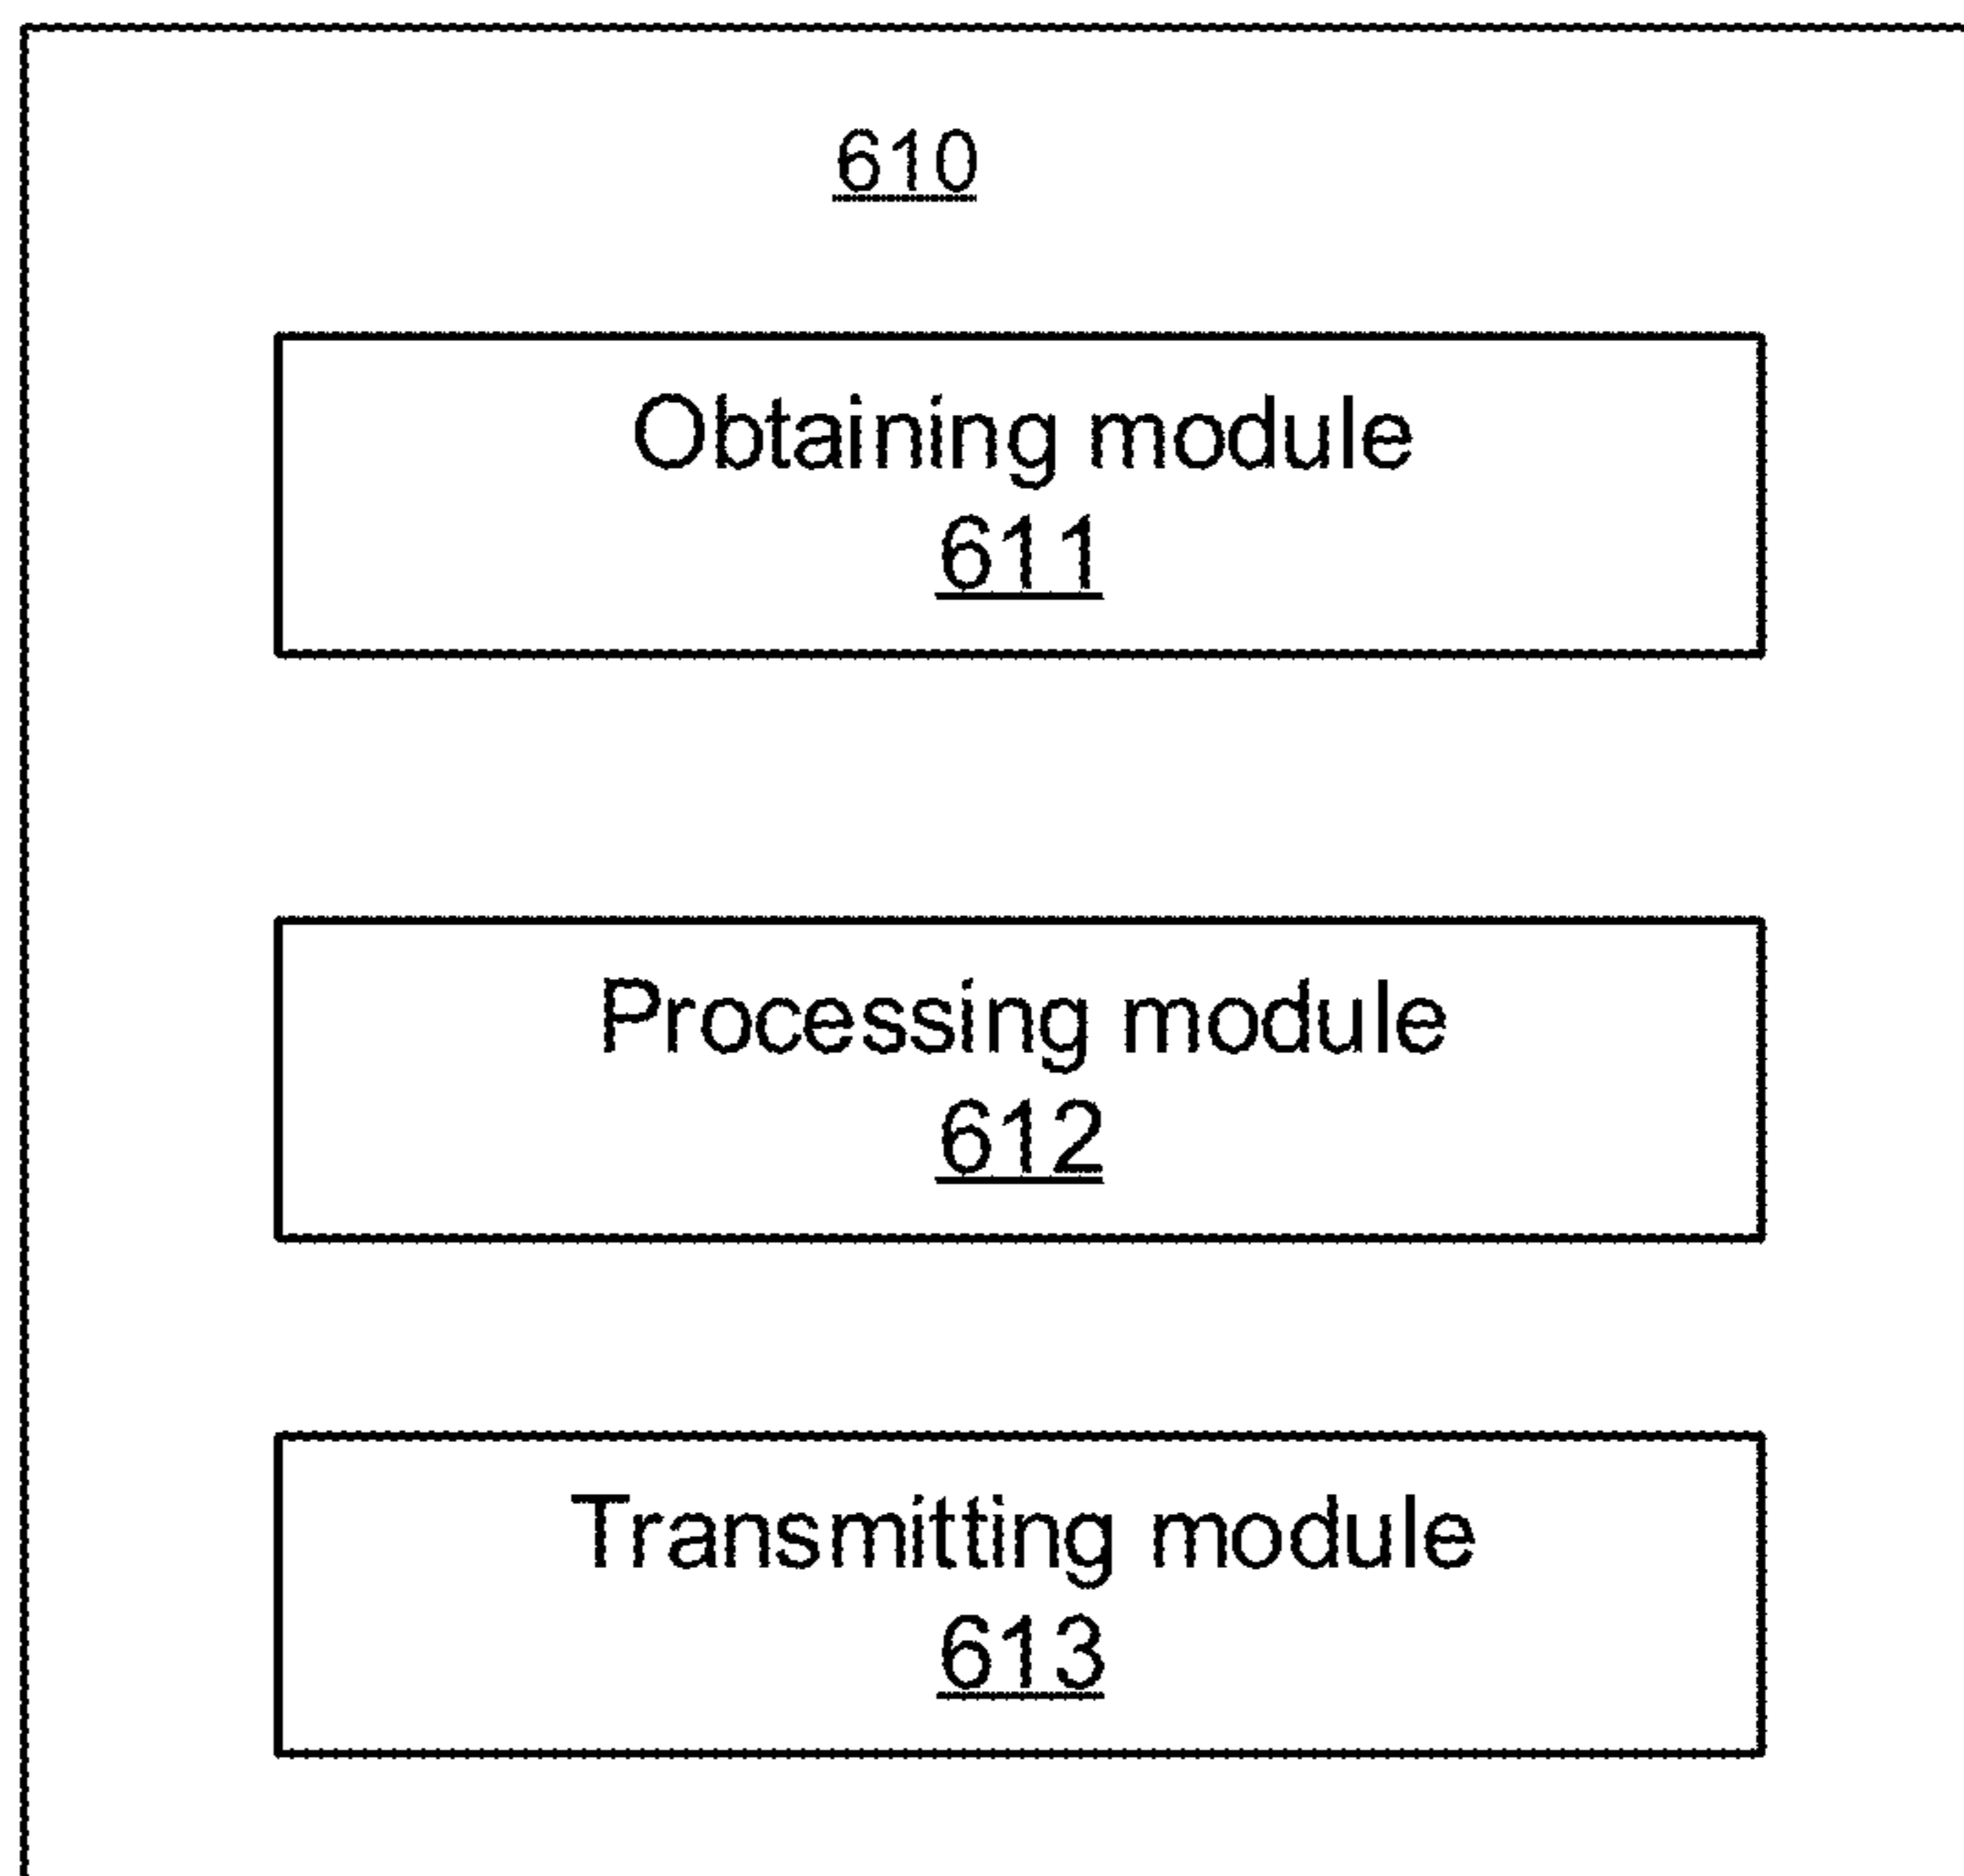 610
Obtaining module
611
Processing module
612
Transmitting module
613